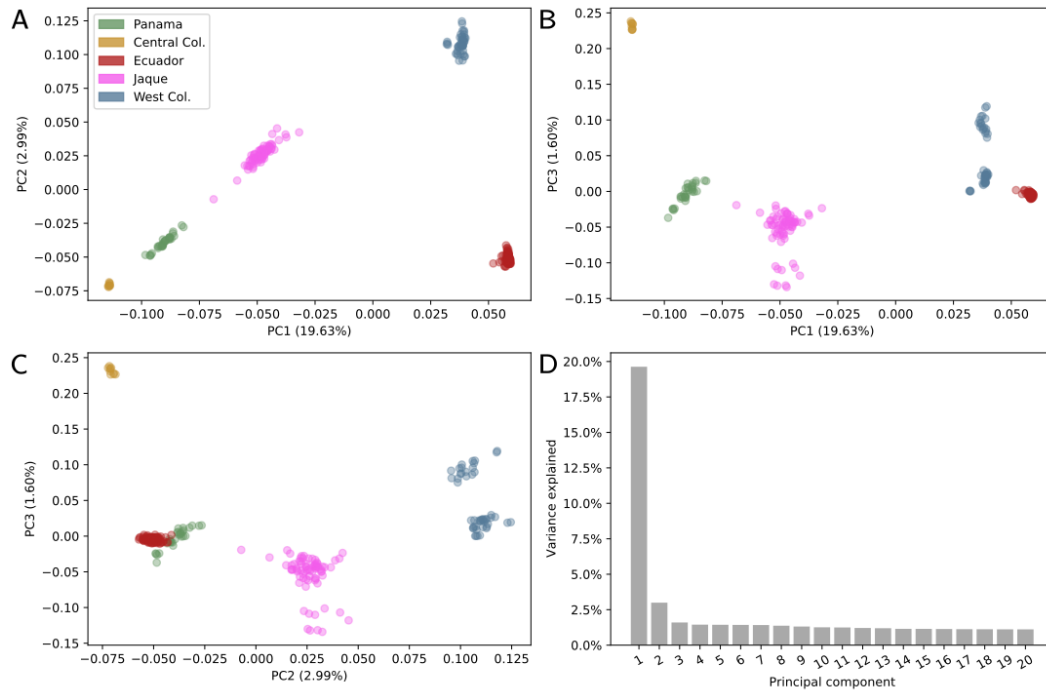 A
0.125
0.100
0.075
0.050
0.025
0.000
−0.025
−0.050
−0.075
PC2 (2.99%)
Panama
Central Col.
Ecuador
Jaque
West Col.
−0.100 −0.075 −0.050 −0.025 0.000 0.025 0.050
PC1 (19.63%)
B
0.25
0.20
0.15
0.10
0.05
0.00
−0.05
−0.10
−0.15
PC3 (1.60%)
−0.100 −0.075 −0.050 −0.025 0.000 0.025 0.050
PC1 (19.63%)
C
0.25
0.20
0.15
0.10
0.05
0.00
−0.05
−0.10
−0.15
PC3 (1.60%)
−0.075 −0.050 −0.025 0.000 0.025 0.050 0.075 0.100 0.125
PC2 (2.99%)
D
20.0%
17.5%
15.0%
12.5%
10.0%
7.5%
5.0%
2.5%
0.0%
Variance explained
1 2 3 4 5 6 7 8 9 10 11 12 13 14 15 16 17 18 19 20
Principal component